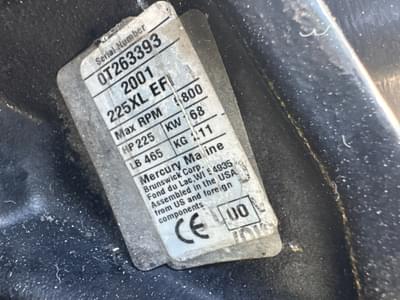 Serial Number
0T263393
2001
225XL EFI
Max RPM 5800
HP 225 KW 168
LB 465 KG 211
Mercury Marine
Brunswick Corp.
Fond du Lac, WI 54935
Assembled in the USA
from US and foreign
components
CE 00